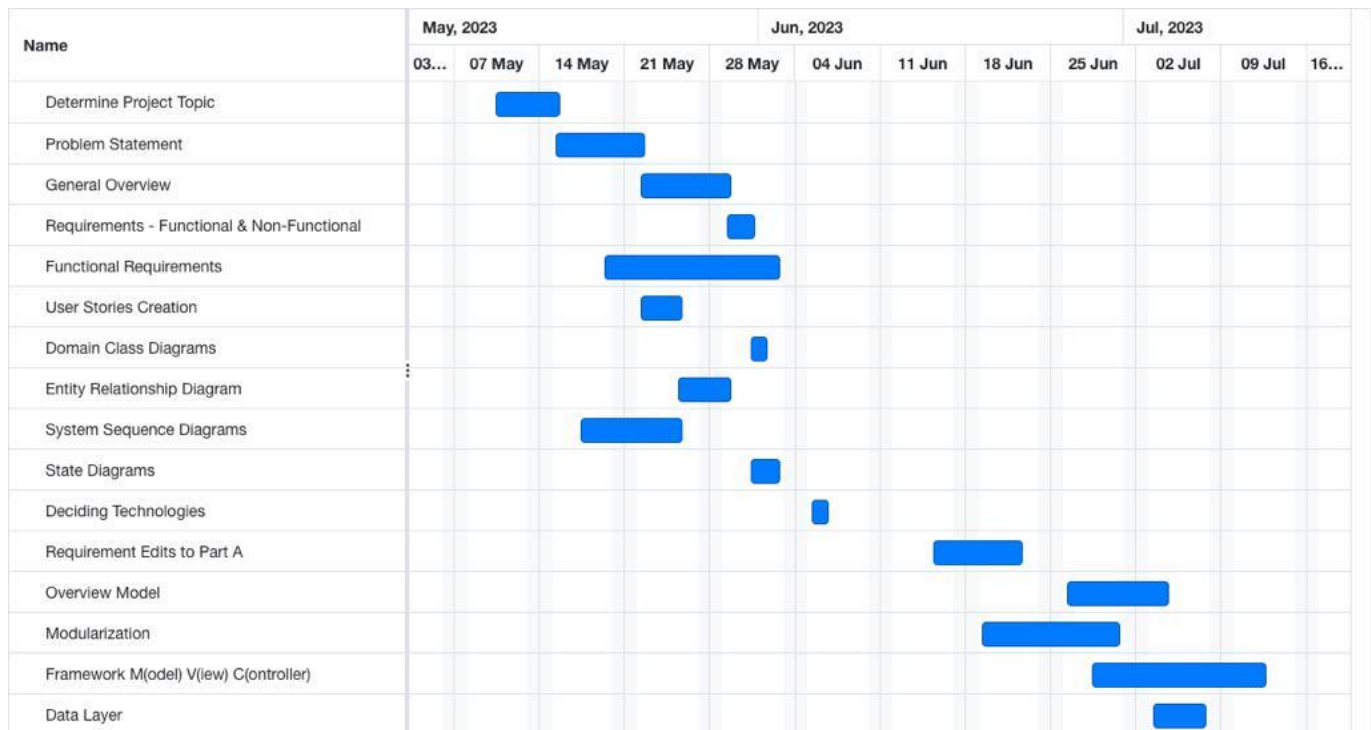 May, 2023 Jun, 2023 Jul, 2023
Name
03... 07 May 14 May 21 May 28 May 04 Jun 11 Jun 18 Jun 25 Jun 02 Jul 09 Jul 16...
Determine Project Topic
Problem Statement
General Overview
Requirements - Functional & Non-Functional
Functional Requirements
User Stories Creation
Domain Class Diagrams
Entity Relationship Diagram
System Sequence Diagrams
State Diagrams
Deciding Technologies
Requirement Edits to Part A
Overview Model
Modularization
Framework M(odel) V(iew) C(ontroller)
Data Layer